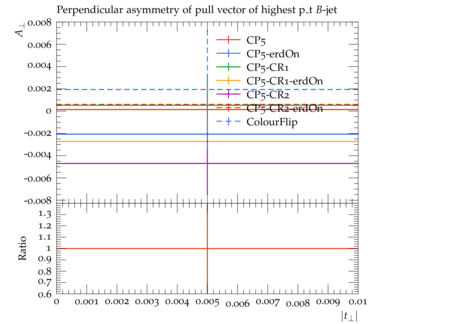 Perpendicular asymmetry of pull vector of highest p_t B-jet
A⊥
0.008
0.006
0.004
0.002
0
-0.002
-0.004
-0.006
-0.008
CP5
CP5-erdOn
CP5-CR1
CP5-CR1-erdOn
CP5-CR2
CP5-CR2-erdOn
ColourFlip
Ratio
1.3
1.2
1.1
1
0.9
0.8
0.7
0.6
0 0.001 0.002 0.003 0.004 0.005 0.006 0.007 0.008 0.009 0.01
|t⊥|